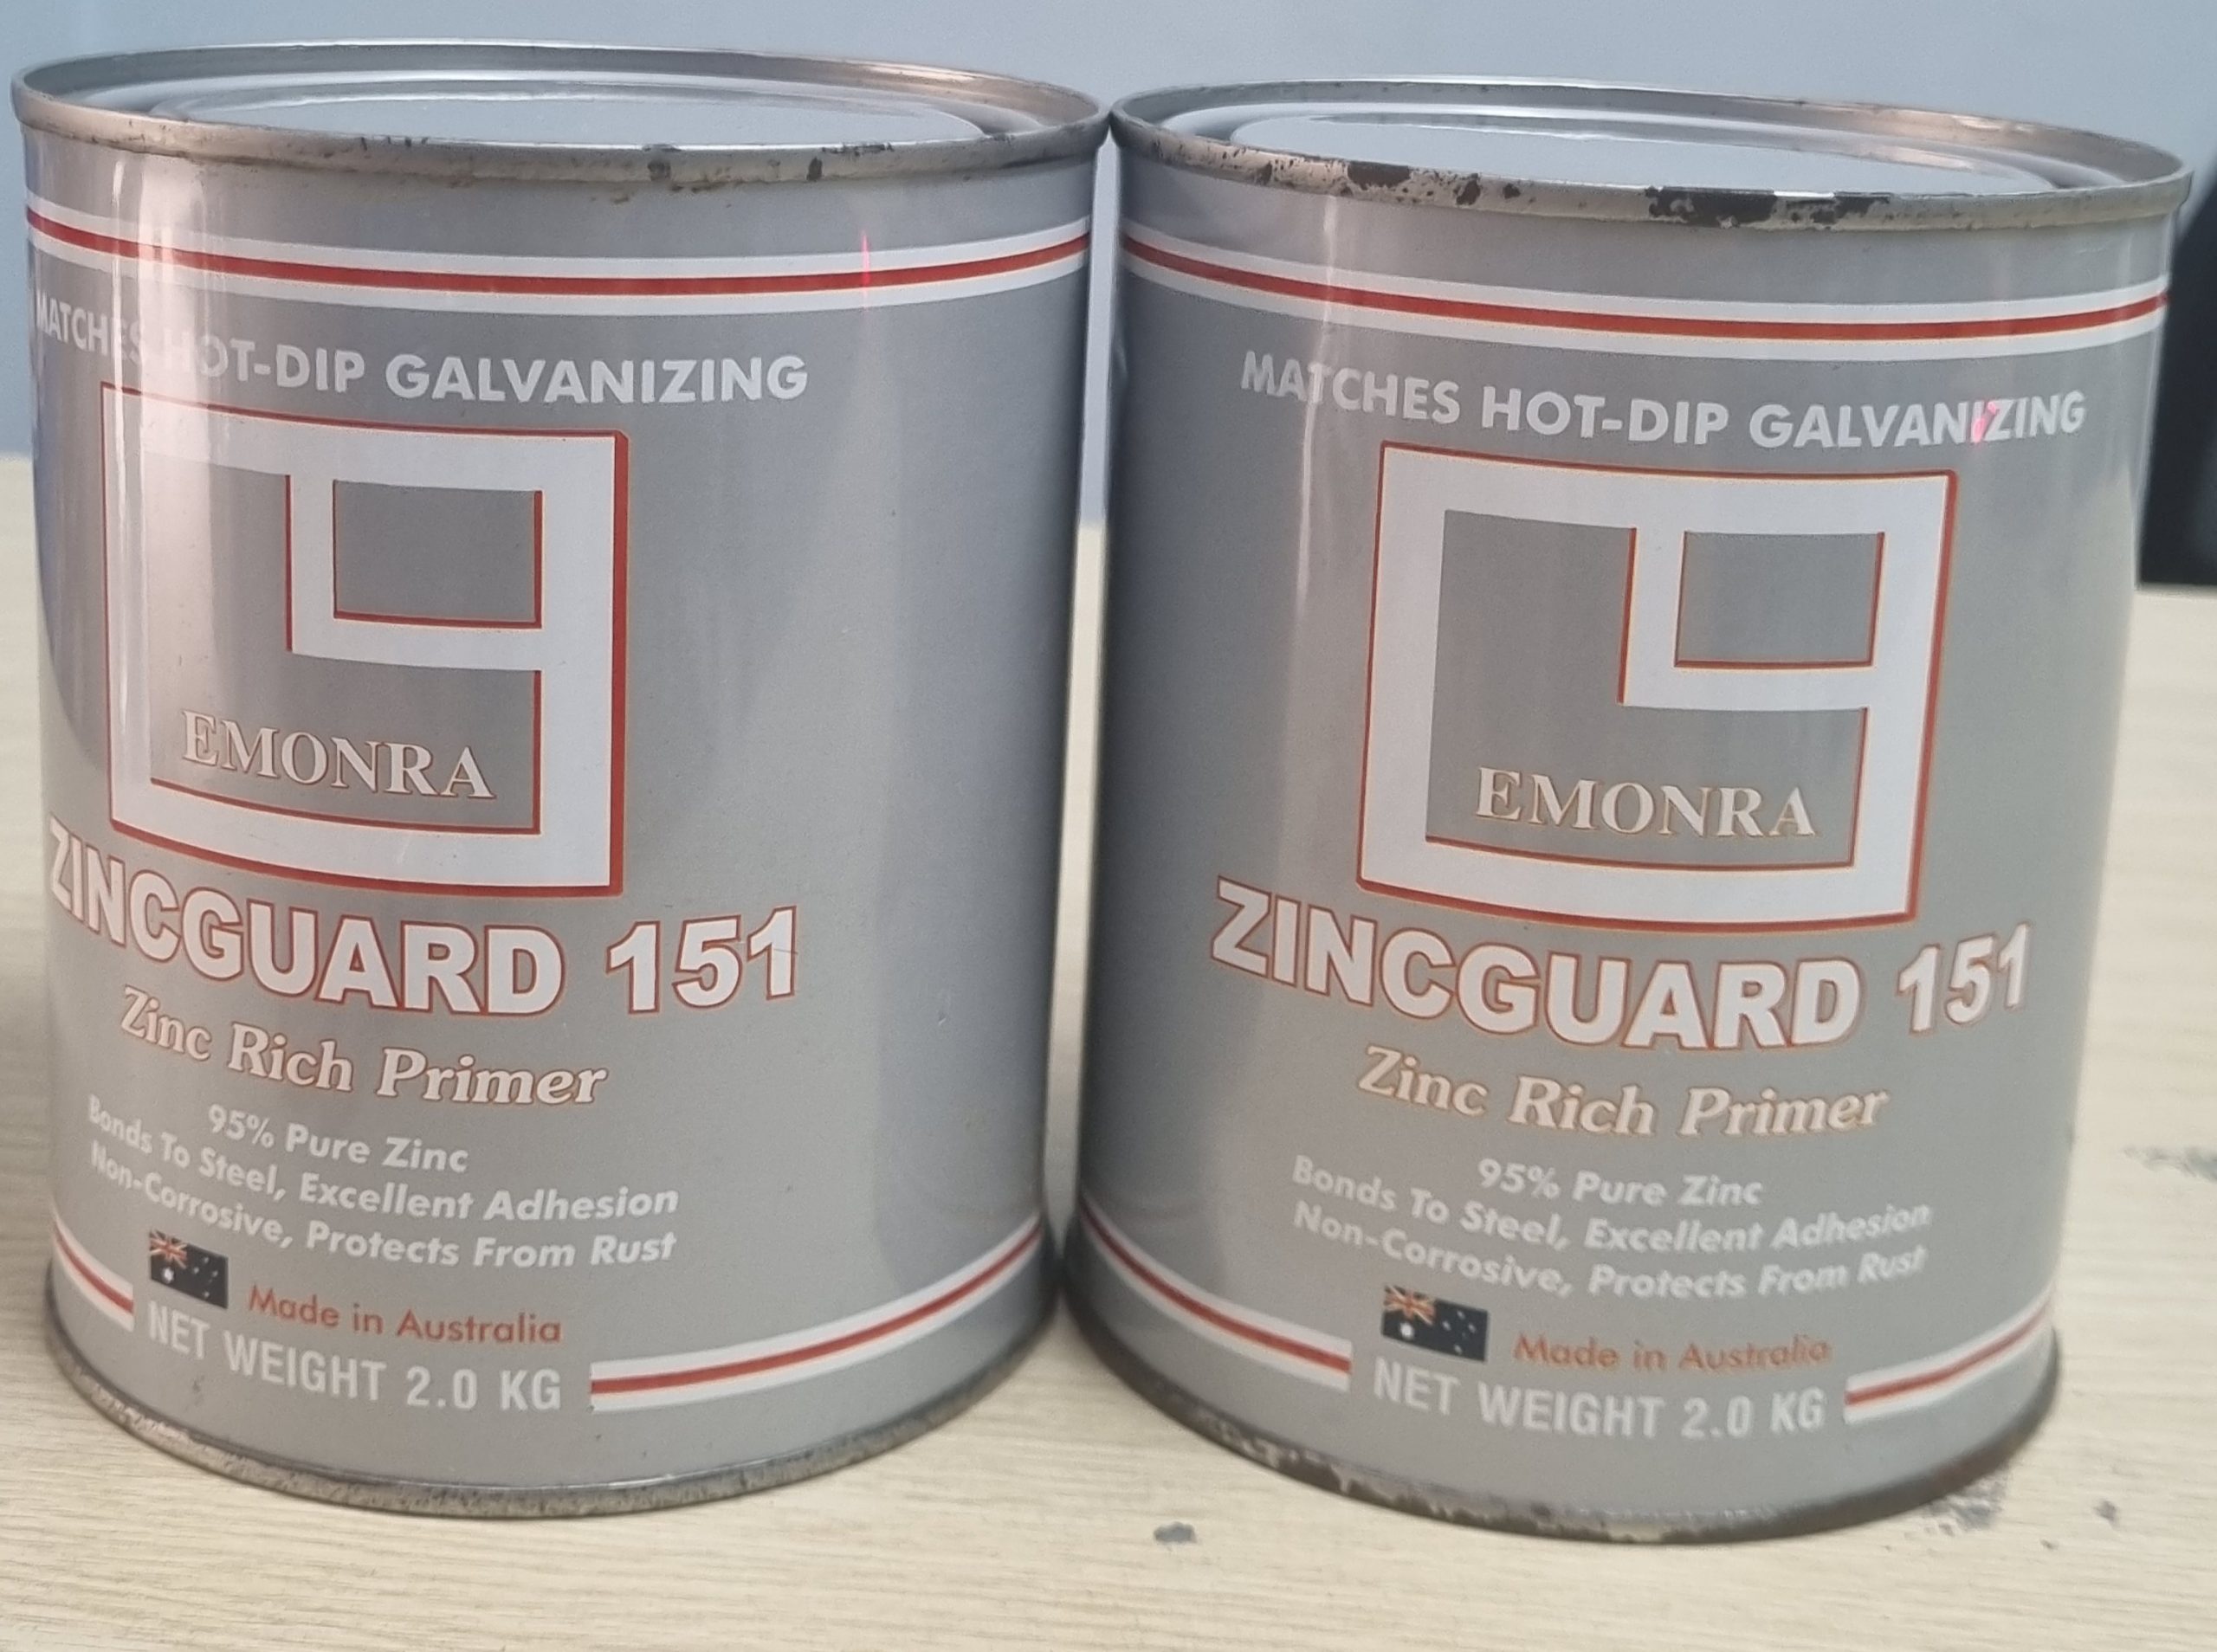 MATCHES HOT-DIP GALVANIZING
EMONRA
ZINCGUARD 151
Zinc Rich Primer
95% Pure Zinc
Bonds To Steel, Excellent Adhesion
Non-Corrosive, Protects From Rust
Made in Australia
NET WEIGHT 2.0 KG
MATCHES HOT-DIP GALVANIZING
EMONRA
ZINCGUARD 151
Zinc Rich Primer
95% Pure Zinc
Bonds To Steel, Excellent Adhesion
Non-Corrosive, Protects From Rust
Made in Australia
NET WEIGHT 2.0 KG